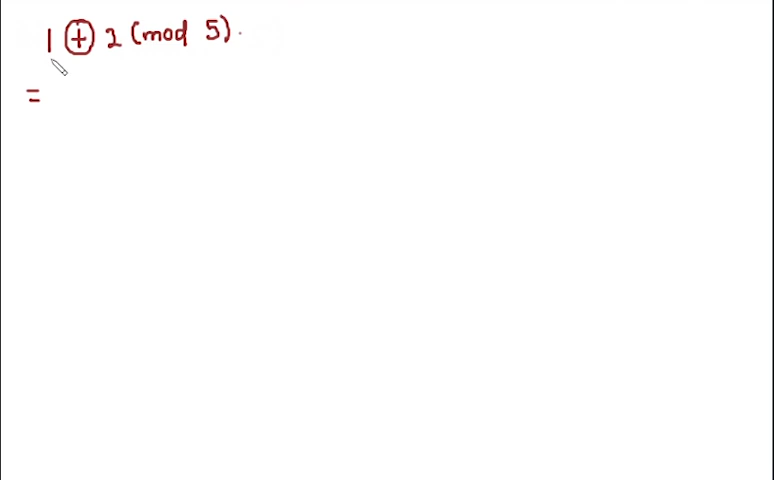 1 ⊕ 2 (mod 5).
=